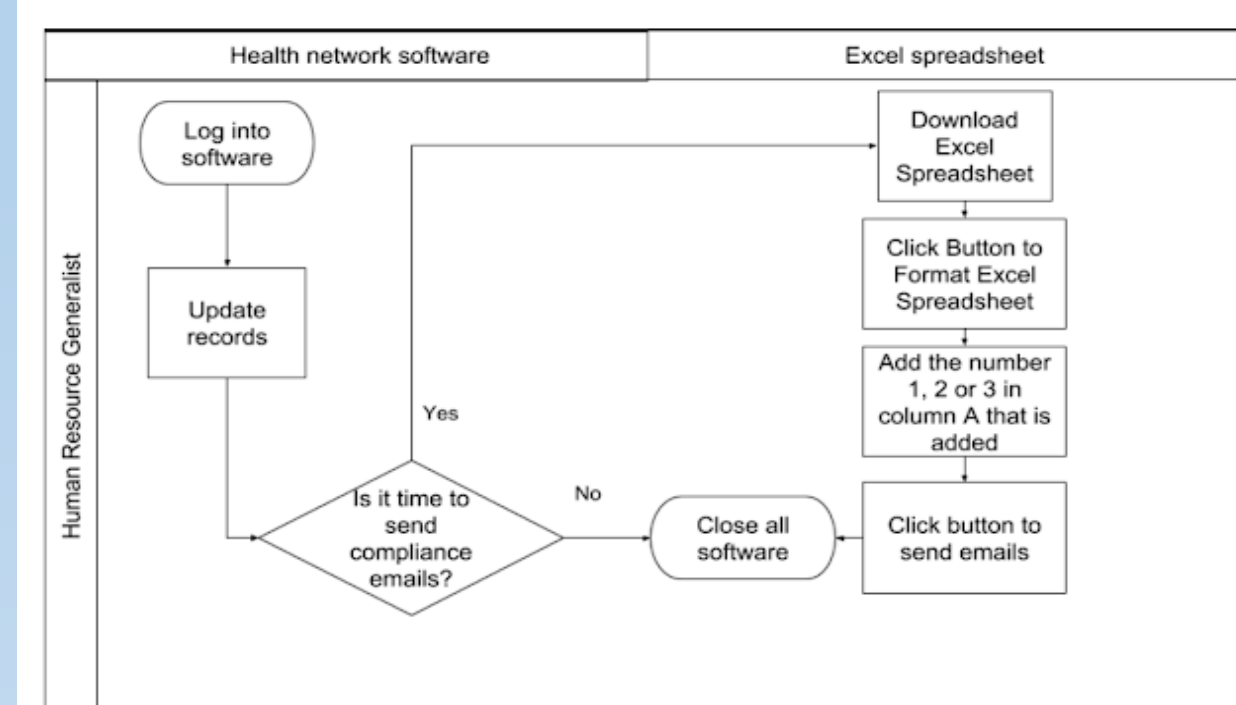 Health network software
Excel spreadsheet
Human Resource Generalist
Log into
software
Update
records
Is it time to
send
compliance
emails?
Yes
No
Download
Excel
Spreadsheet
Click Button to
Format Excel
Spreadsheet
Add the number
1, 2 or 3 in
column A that is
added
Click button to
send emails
Close all
software